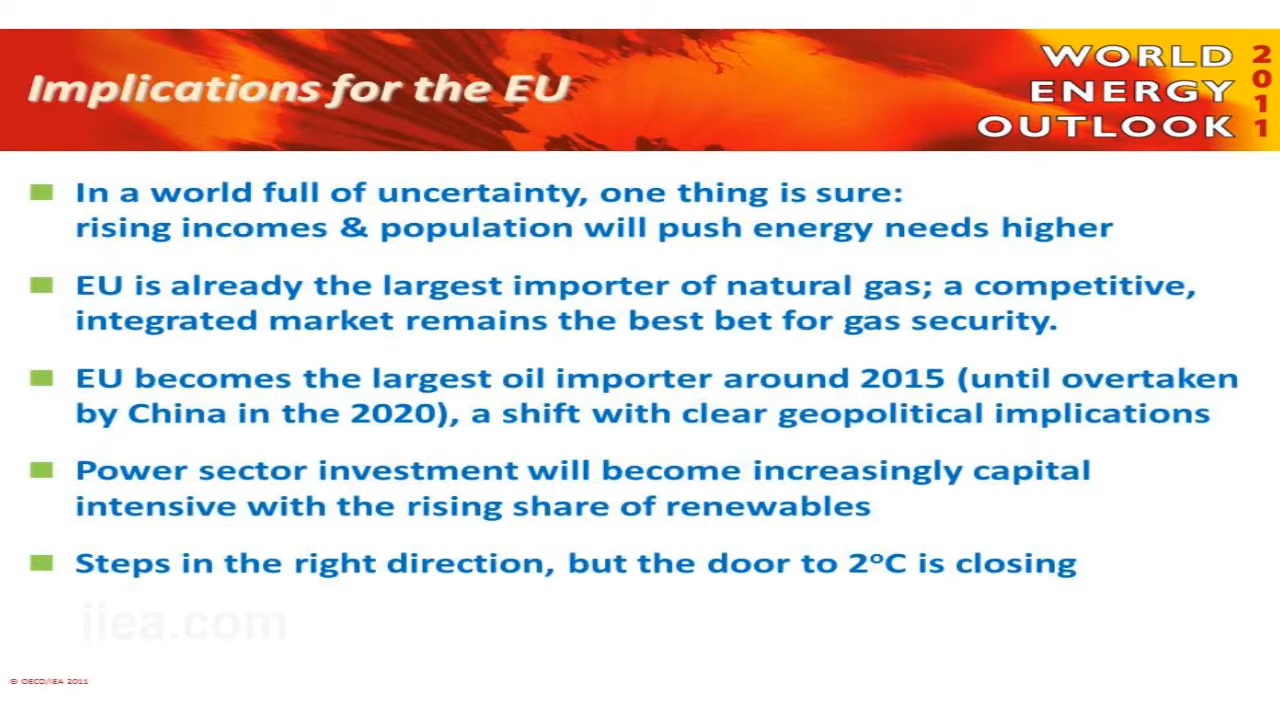 Implications for the EU
WORLD
ENERGY
OUTLOOK
2011
In a world full of uncertainty, one thing is sure:
rising incomes & population will push energy needs higher
EU is already the largest importer of natural gas; a competitive,
integrated market remains the best bet for gas security.
EU becomes the largest oil importer around 2015 (until overtaken
by China in the 2020), a shift with clear geopolitical implications
Power sector investment will become increasingly capital
intensive with the rising share of renewables
Steps in the right direction, but the door to 2°C is closing
iiea.com
© OECD/IEA 2011